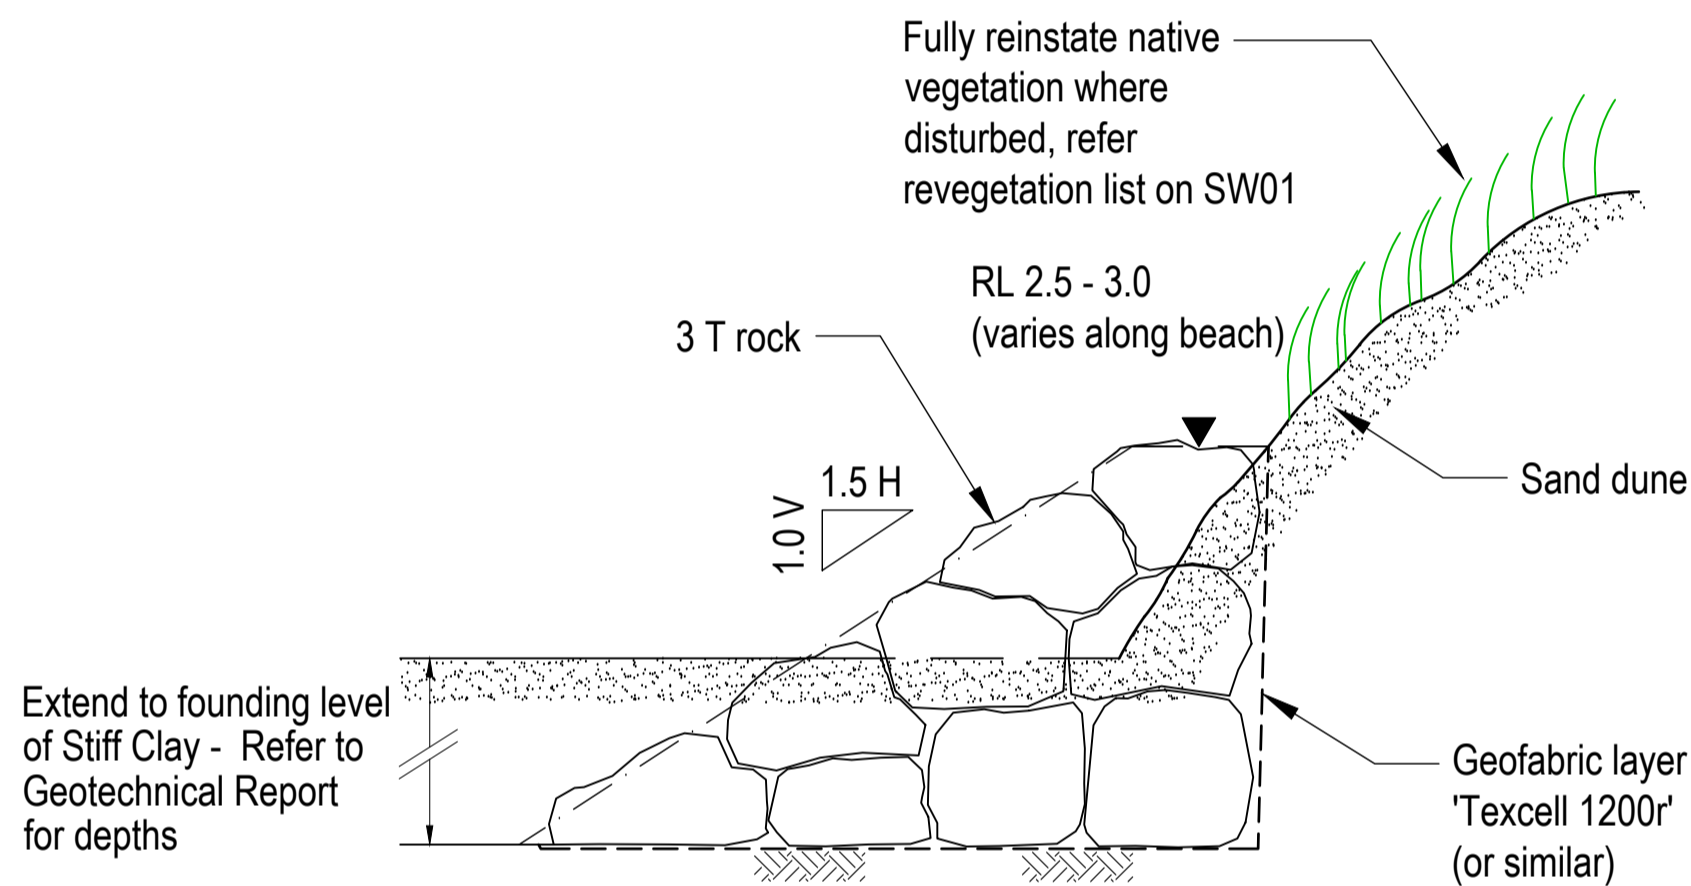 Fully reinstate native
vegetation where
disturbed, refer
revegetation list on SW01
RL 2.5 - 3.0
(varies along beach)
3 T rock
1.5 H
1.0 V
Sand dune
Extend to founding level
of Stiff Clay - Refer to
Geotechnical Report
for depths
Geofabric layer
'Texcell 1200r'
(or similar)